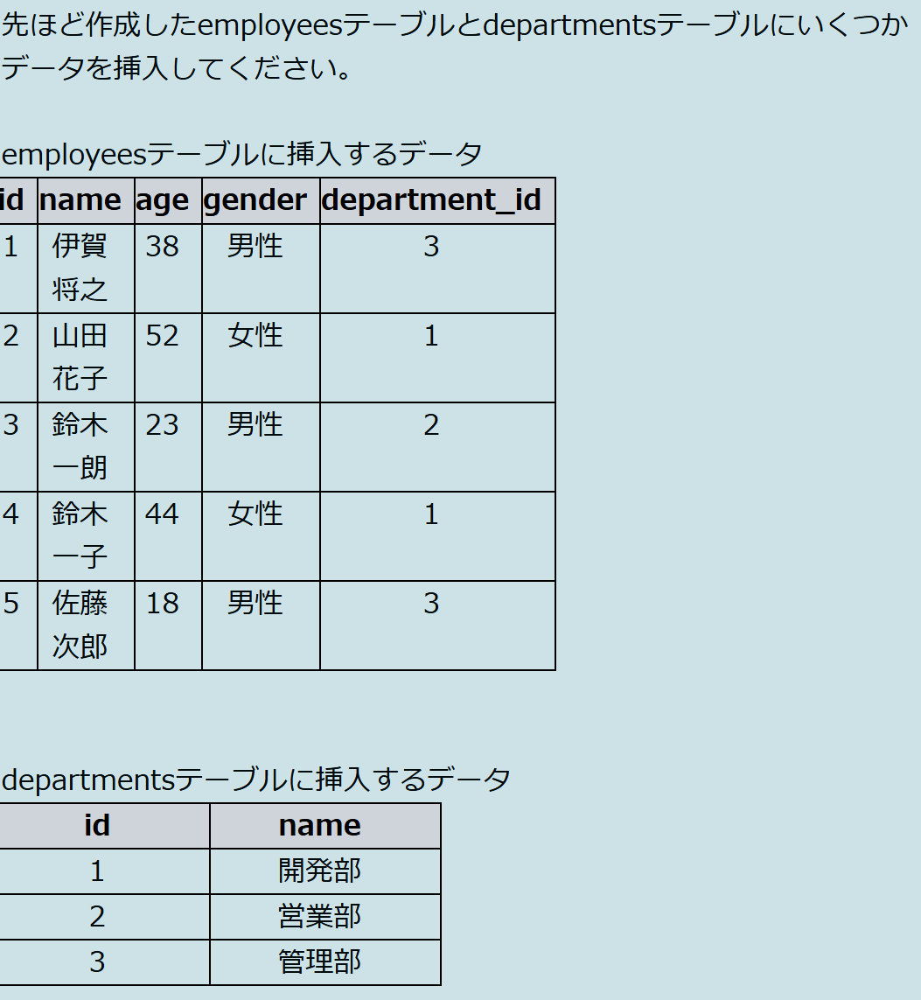 先ほど作成したemployeesテーブルとdepartmentsテーブルにいくつか
データを挿入してください。
employeesテーブルに挿入するデータ
id name age gender department_id
1 伊賀 38 男性 3
将之
2 山田 52 女性 1
花子
3 鈴木 23 男性 2
一朗
4 鈴木 44 女性 1
一子
5 佐藤 18 男性 3
次郎
departmentsテーブルに挿入するデータ
id name
1 開発部
2 営業部
3 管理部